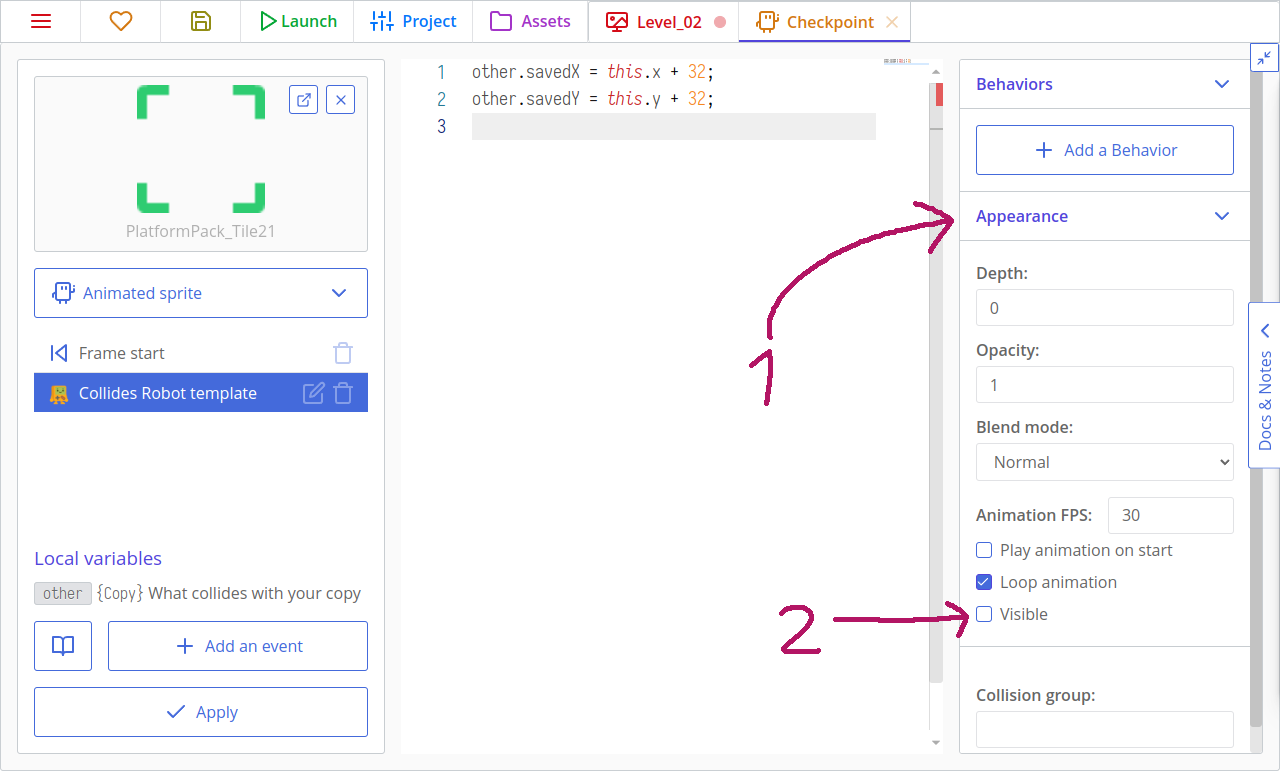 Launch
Project
Assets
Level_02
Checkpoint
PlatformPack_Tile21
Animated sprite
Frame start
Collides Robot template
Local variables
other {Copy} What collides with your copy
Add an event
Apply
1 other.savedX = this.x + 32;
2 other.savedY = this.y + 32;
3
1
2
Behaviors
Add a Behavior
Appearance
Depth:
0
Opacity:
1
Blend mode:
Normal
Animation FPS: 30
Play animation on start
Loop animation
Visible
Collision group:
Docs & Notes